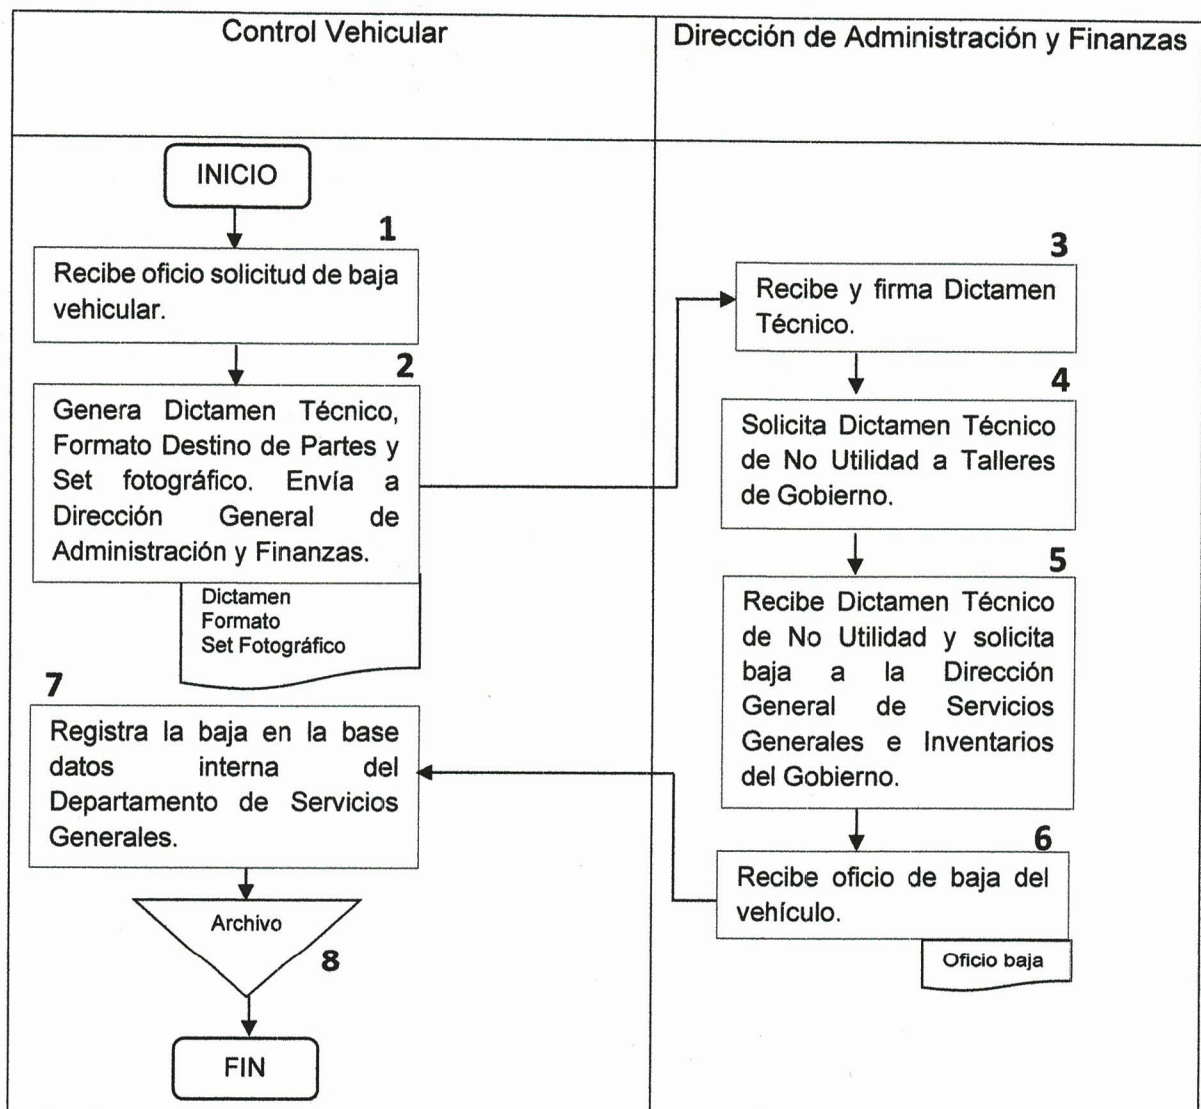 Control Vehicular
Dirección de Administración y Finanzas
INICIO
1
Recibe oficio solicitud de baja
vehicular.
2
Genera Dictamen Técnico,
Formato Destino de Partes y
Set fotográfico. Envía a
Dirección General de
Administración y Finanzas.
Dictamen
Formato
Set Fotográfico
3
Recibe y firma Dictamen
Técnico.
4
Solicita Dictamen Técnico
de No Utilidad a Talleres
de Gobierno.
5
Recibe Dictamen Técnico
de No Utilidad y solicita
baja a la Dirección
General de Servicios
Generales e Inventarios
del Gobierno.
6
Recibe oficio de baja del
vehículo.
Oficio baja
7
Registra la baja en la base
datos interna del
Departamento de Servicios
Generales.
Archivo
8
FIN